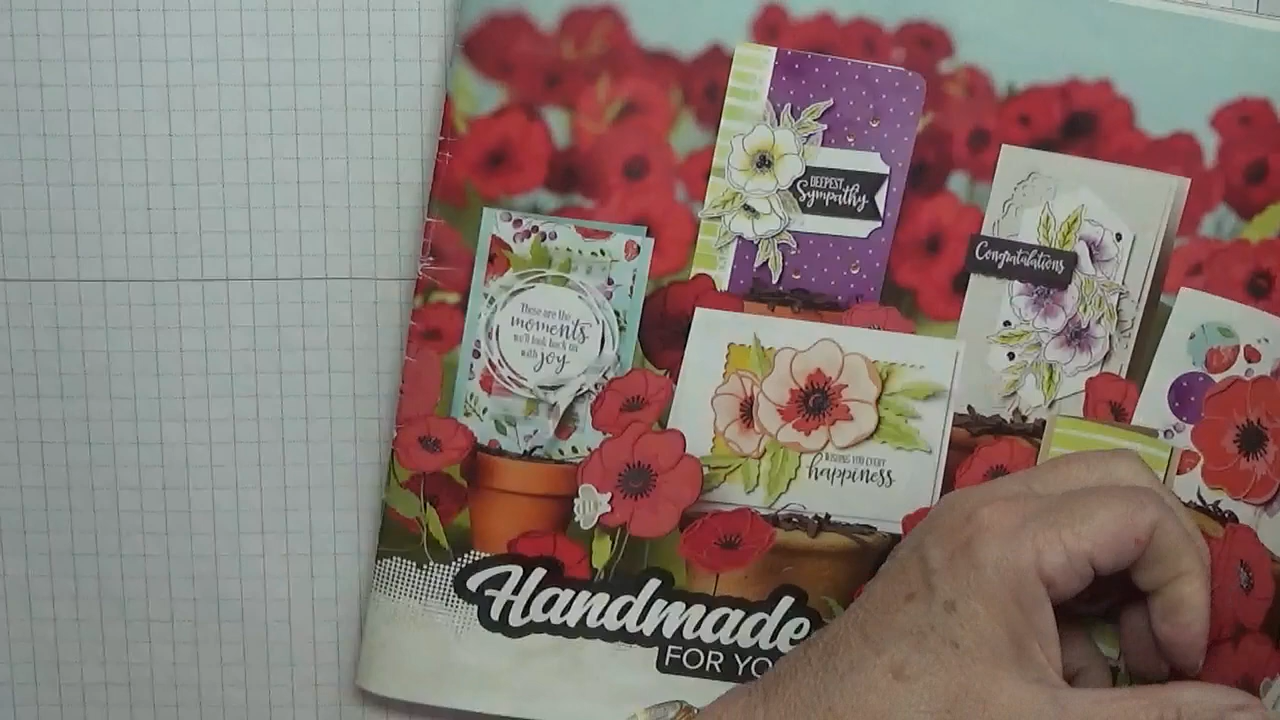 DEEPEST
Sympathy
Congratulations
These are the
moments
we'll look back on
with joy
WISHING YOU EVERY
happiness
Handmade
FOR YO